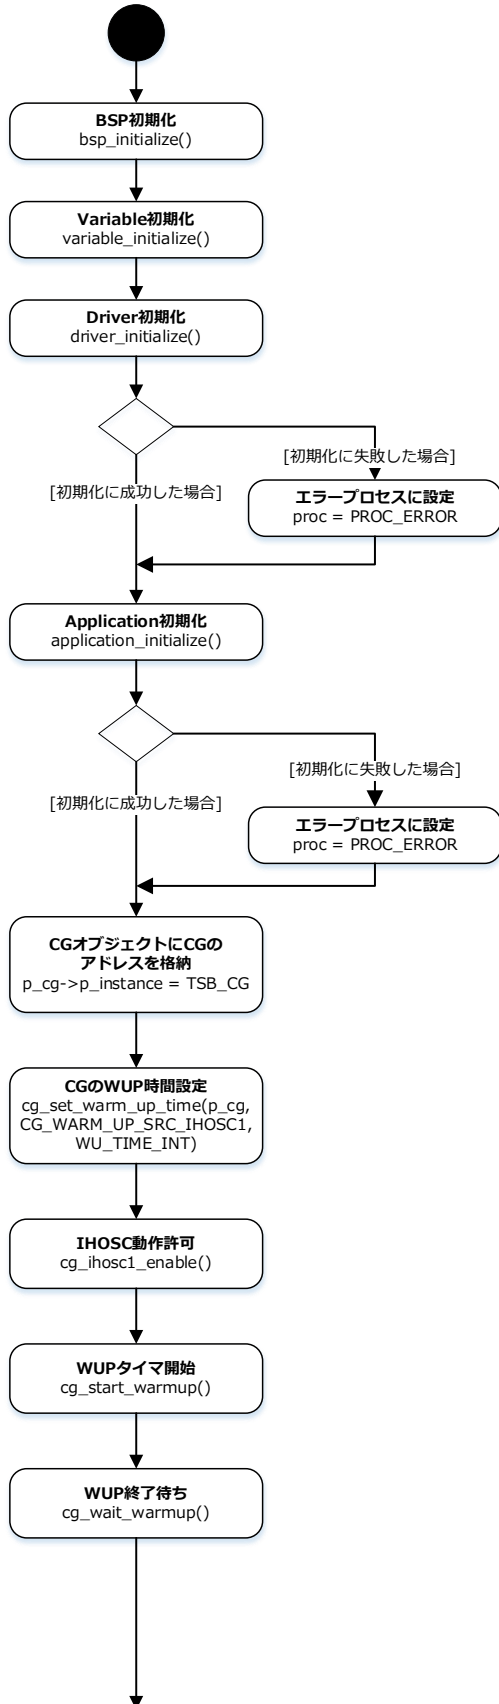 BSP初期化
bsp_initialize()
Variable初期化
variable_initialize()
Driver初期化
driver_initialize()
[初期化に失敗した場合]
[初期化に成功した場合]
エラープロセスに設定
proc = PROC_ERROR
Application初期化
application_initialize()
[初期化に失敗した場合]
[初期化に成功した場合]
エラープロセスに設定
proc = PROC_ERROR
CGオブジェクトにCGの
アドレスを格納
p_cg->p_instance = TSB_CG
CGのWUP時間設定
cg_set_warm_up_time(p_cg,
CG_WARM_UP_SRC_IHOSC1,
WU_TIME_INT)
IHOSC動作許可
cg_ihosc1_enable()
WUPタイマ開始
cg_start_warmup()
WUP終了待ち
cg_wait_warmup()